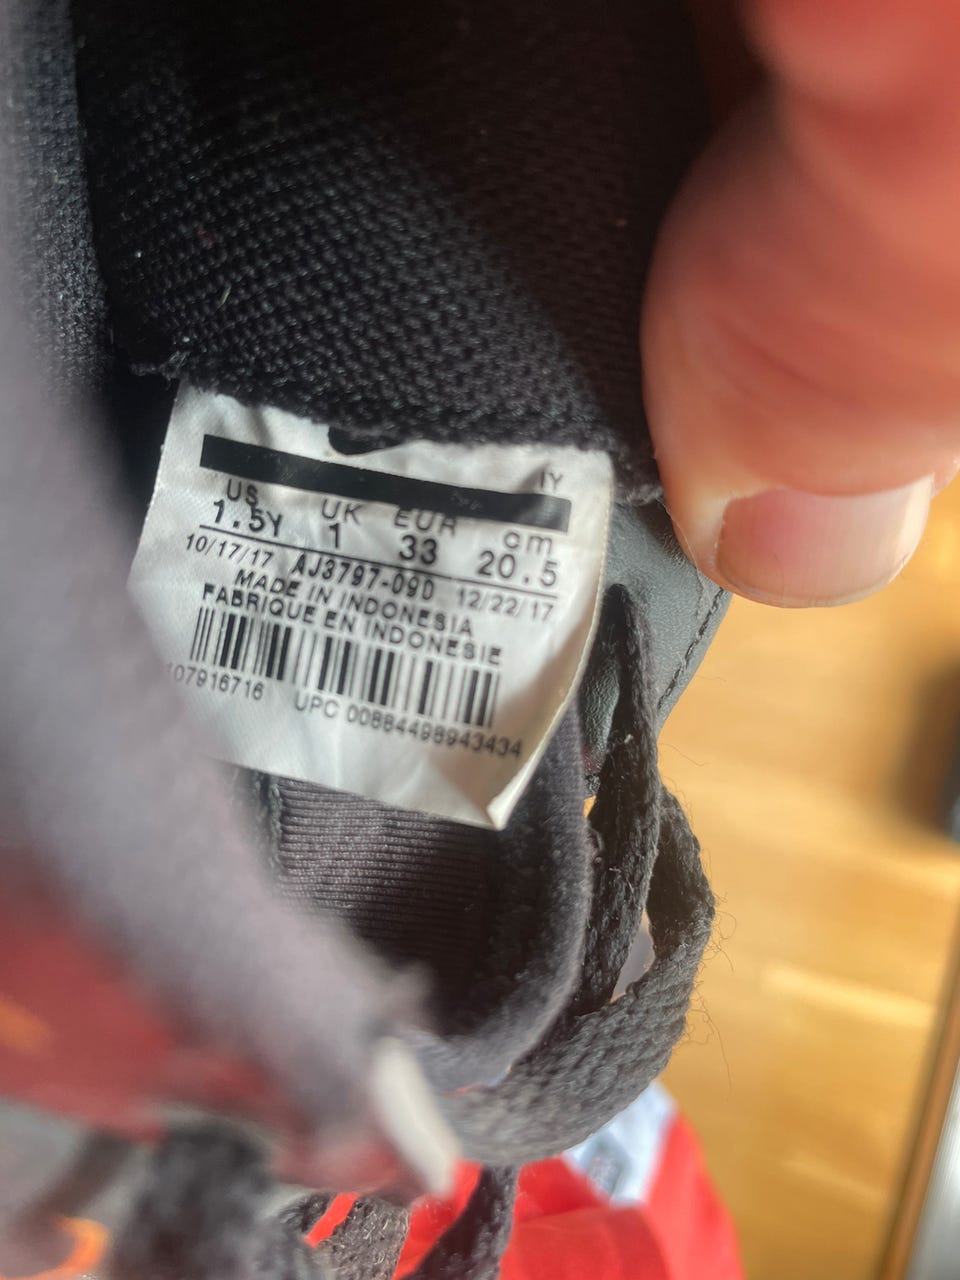 IY
US UK EUR cm
1.5Y 1 33 20.5
10/17/17 AJ3797-090 12/22/17
MADE IN INDONESIA
FABRIQUE EN INDONESIE
107916716 UPC 00884498943434